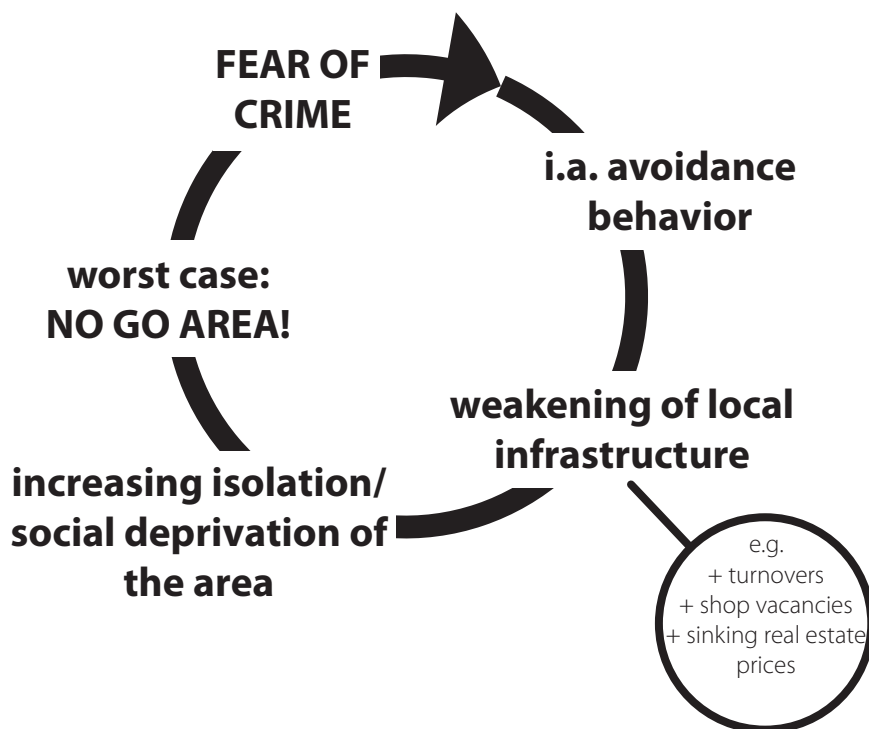 FEAR OF
CRIME
i.a. avoidance
behavior
weakening of local
infrastructure
e.g.
+ turnovers
+ shop vacancies
+ sinking real estate
prices
increasing isolation/
social deprivation of
the area
worst case:
NO GO AREA!